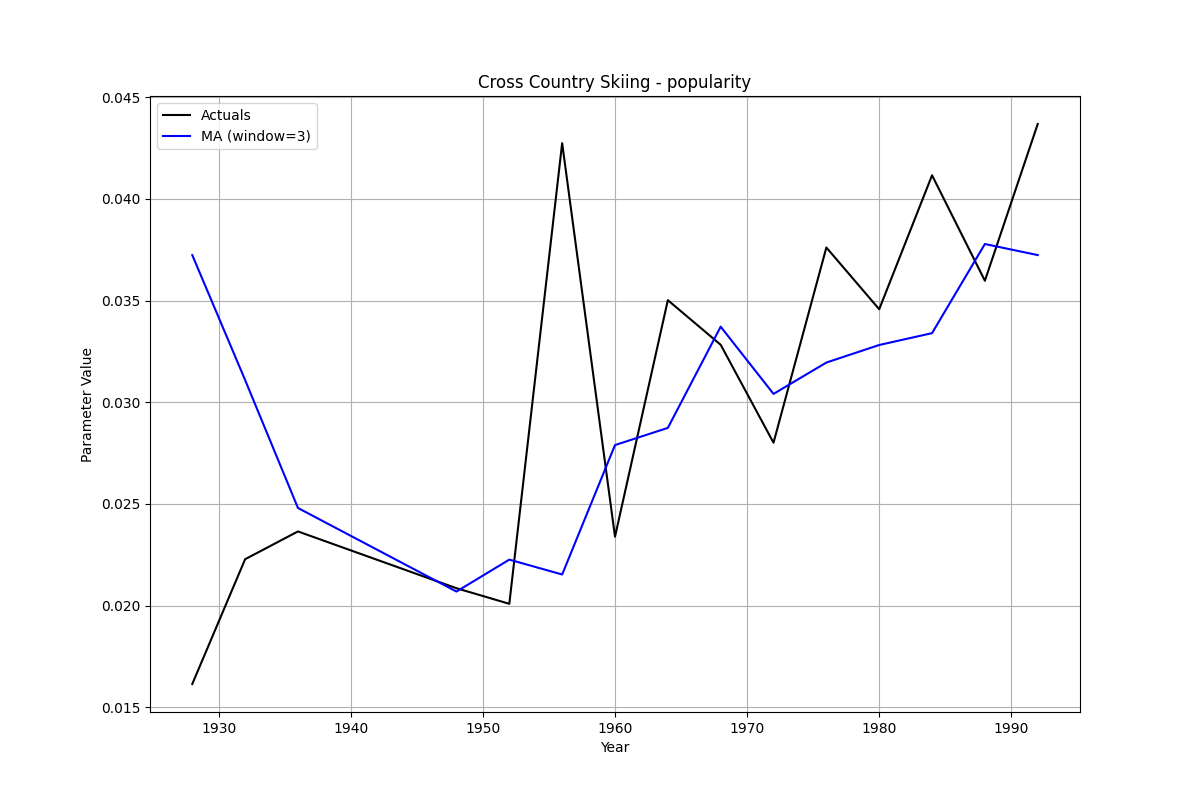 Cross Country Skiing - popularity
Actuals
MA (window=3)
Parameter Value
0.045
0.040
0.035
0.030
0.025
0.020
0.015
1930 1940 1950 1960 1970 1980 1990
Year